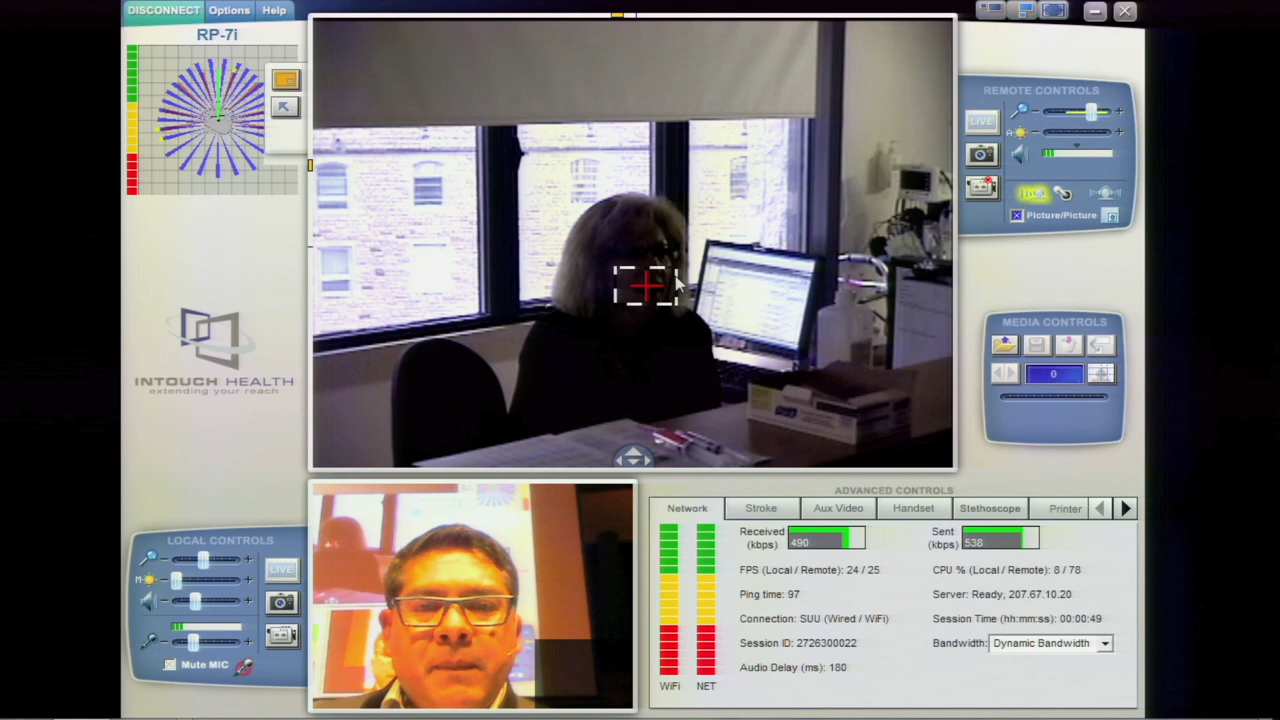 DISCONNECT Options Help
RP-7i
INTOUCH HEALTH
extending your reach
REMOTE CONTROLS
LIVE
A
Picture/Picture
MEDIA CONTROLS
0
LOCAL CONTROLS
LIVE
M
Mute MIC
ADVANCED CONTROLS
Network Stroke Aux Video Handset Stethoscope Printer
Received (kbps) 490
Sent (kbps) 538
FPS (Local / Remote): 24 / 25
CPU % (Local / Remote): 8 / 78
Ping time: 97
Server: Ready, 207.67.10.20
Connection: SUU (Wired / WiFi)
Session Time (hh:mm:ss): 00:00:49
Session ID: 2726300022
Bandwidth: Dynamic Bandwidth
Audio Delay (ms): 180
WiFi NET